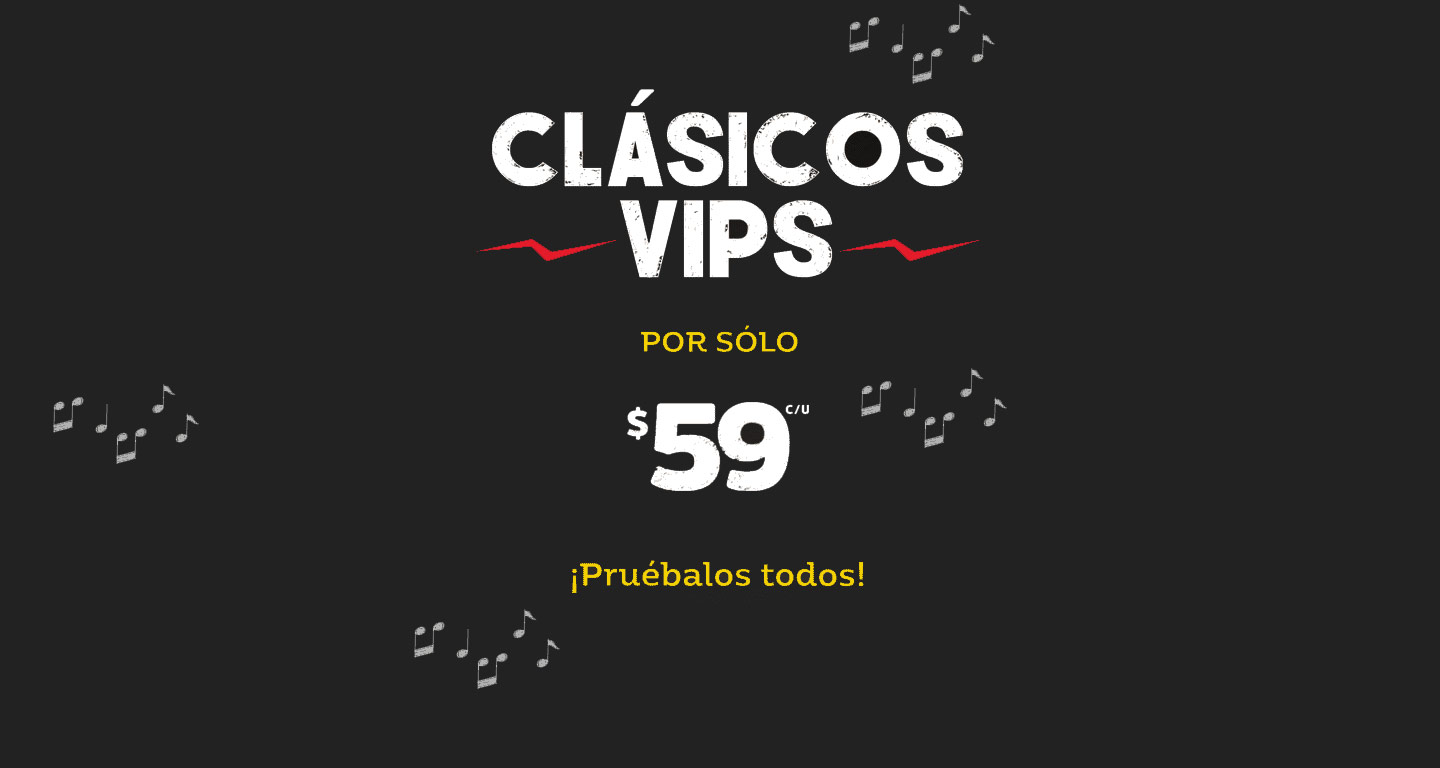 CLÁSICOS
VIPS
POR SÓLO
$59 C/U
¡Pruébalos todos!